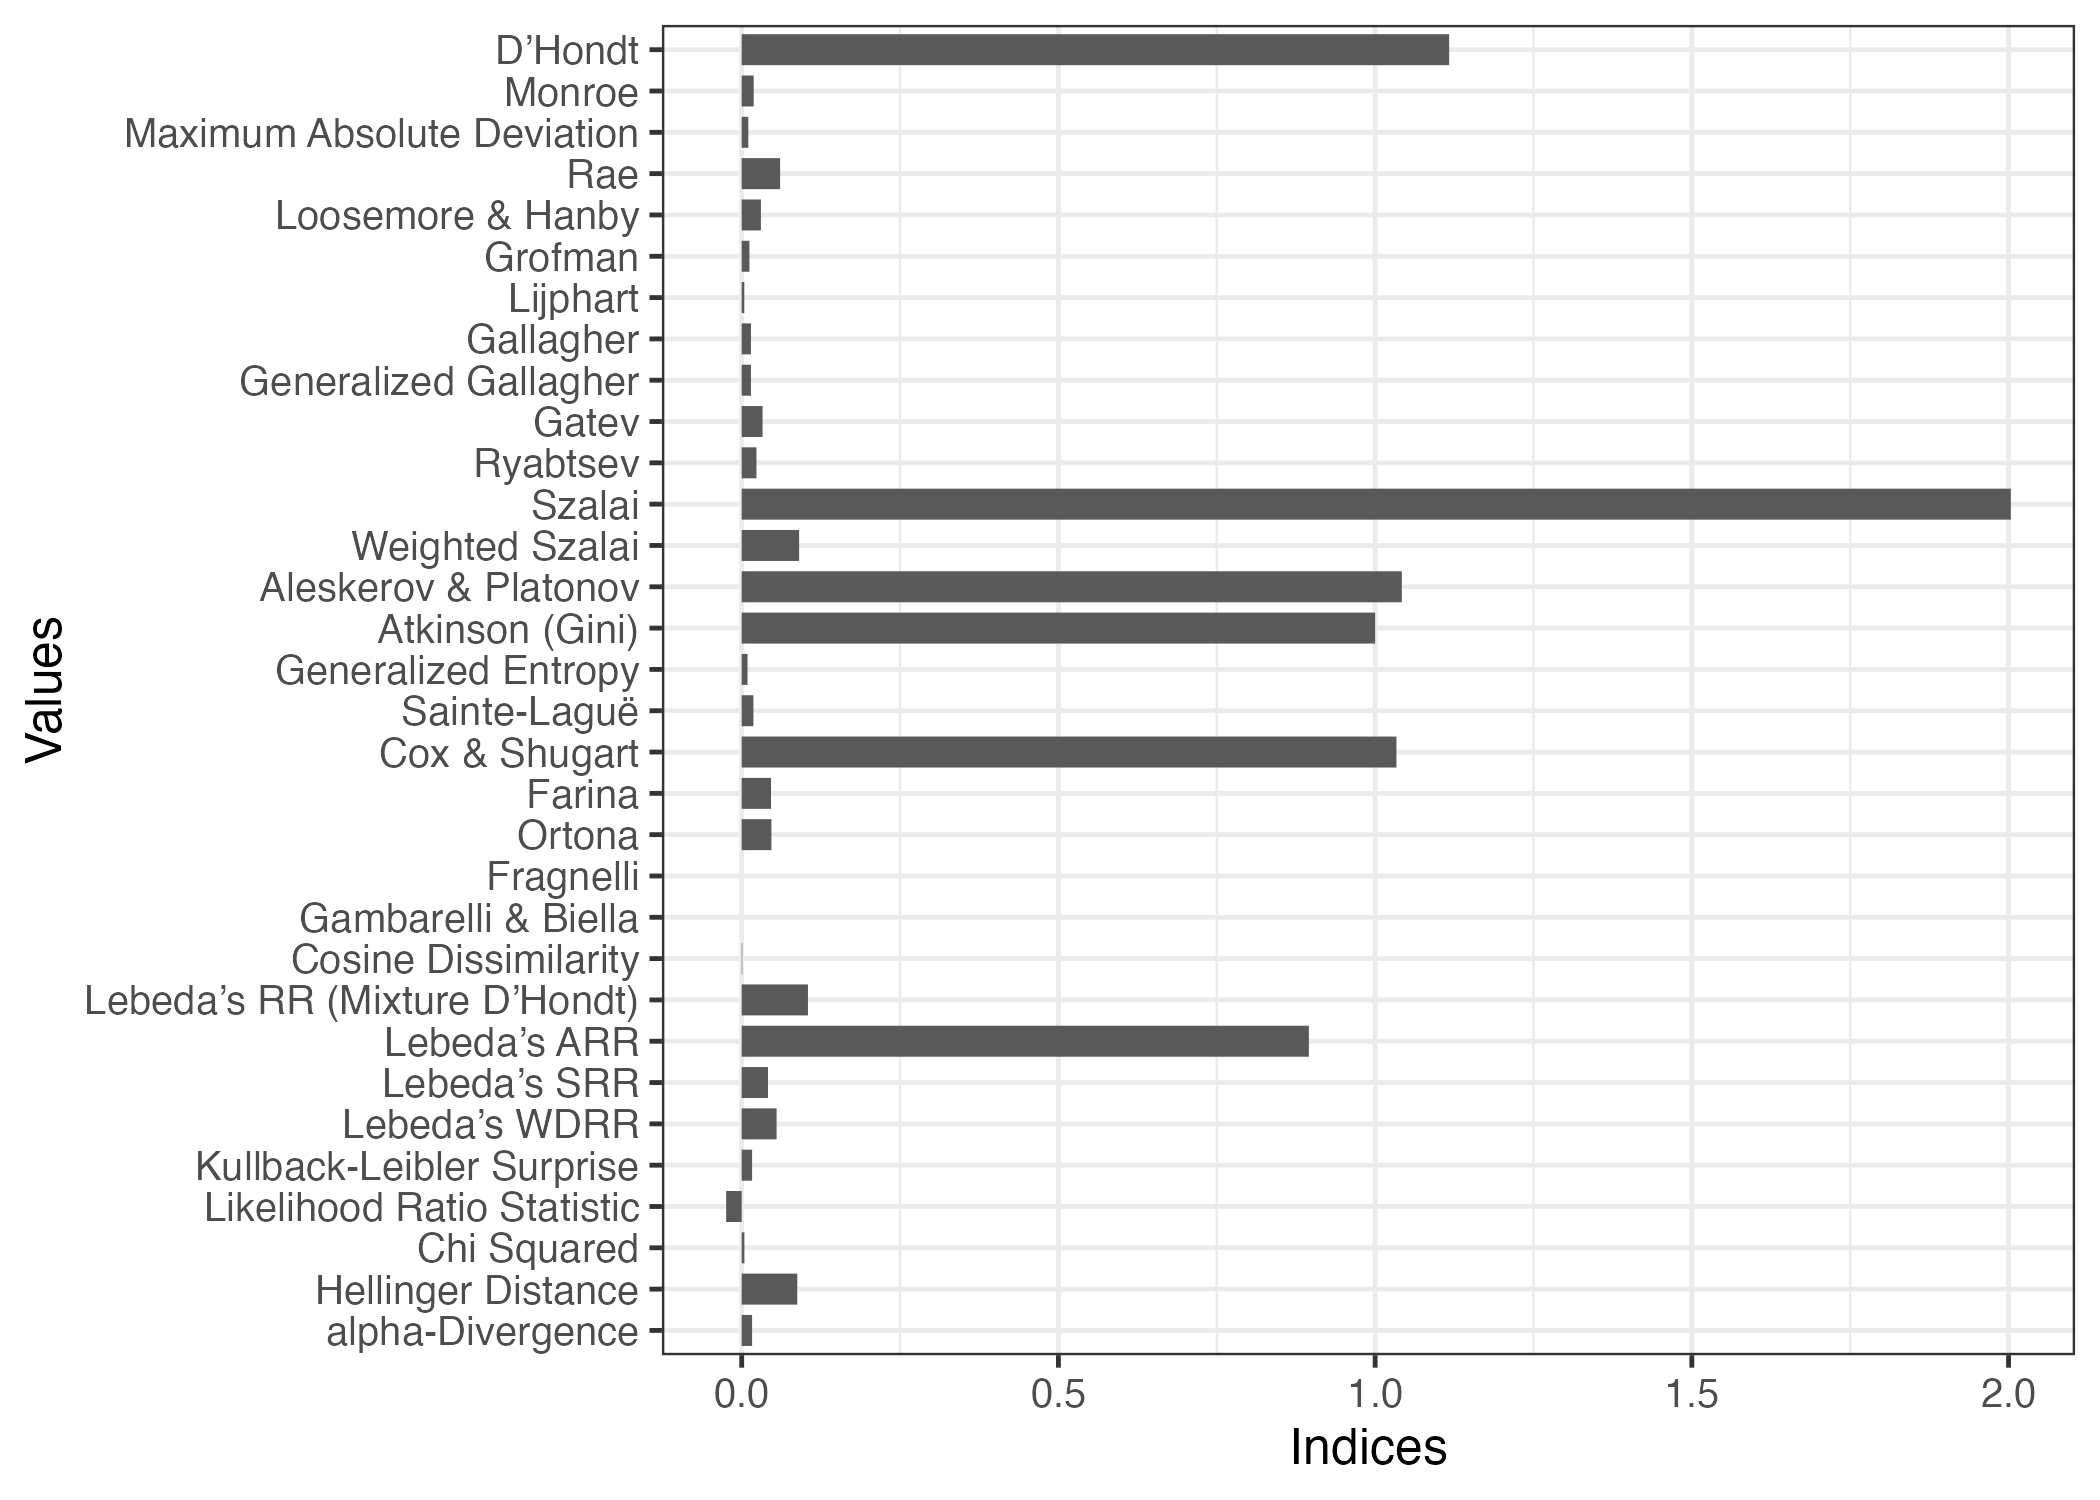 D’Hondt
Monroe
Maximum Absolute Deviation
Rae
Loosemore & Hanby
Grofman
Lijphart
Gallagher
Generalized Gallagher
Gatev
Ryabtsev
Szalai
Weighted Szalai
Aleskerov & Platonov
Atkinson (Gini)
Generalized Entropy
Sainte-Laguë
Cox & Shugart
Farina
Ortona
Fragnelli
Gambarelli & Biella
Cosine Dissimilarity
Lebeda’s RR (Mixture D’Hondt)
Lebeda’s ARR
Lebeda’s SRR
Lebeda’s WDRR
Kullback-Leibler Surprise
Likelihood Ratio Statistic
Chi Squared
Hellinger Distance
alpha-Divergence
Values
0.0 0.5 1.0 1.5 2.0
Indices